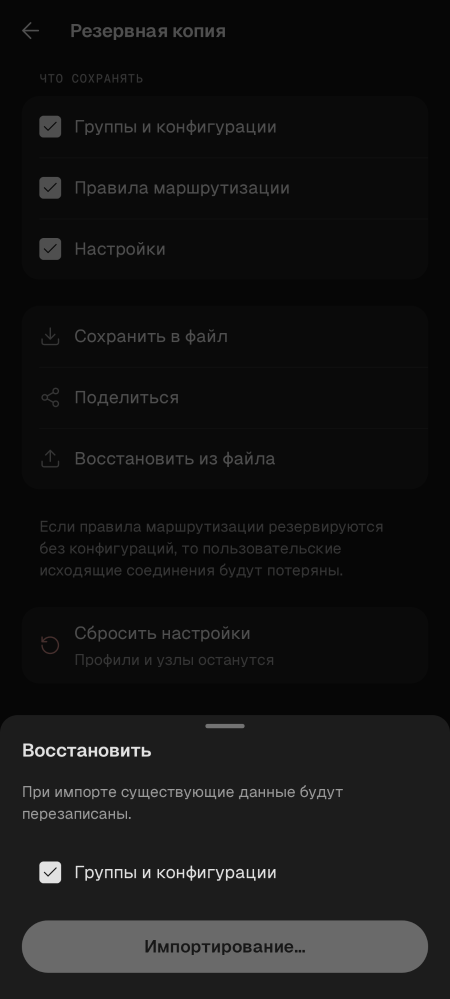 Резервная копия
ЧТО СОХРАНЯТЬ
Группы и конфигурации
Правила маршрутизации
Настройки
Сохранить в файл
Поделиться
Восстановить из файла
Если правила маршрутизации резервируются
без конфигураций, то пользовательские
исходящие соединения будут потеряны.
Сбросить настройки
Профили и узлы останутся
Восстановить
При импорте существующие данные будут
перезаписаны.
Группы и конфигурации
Импортирование...